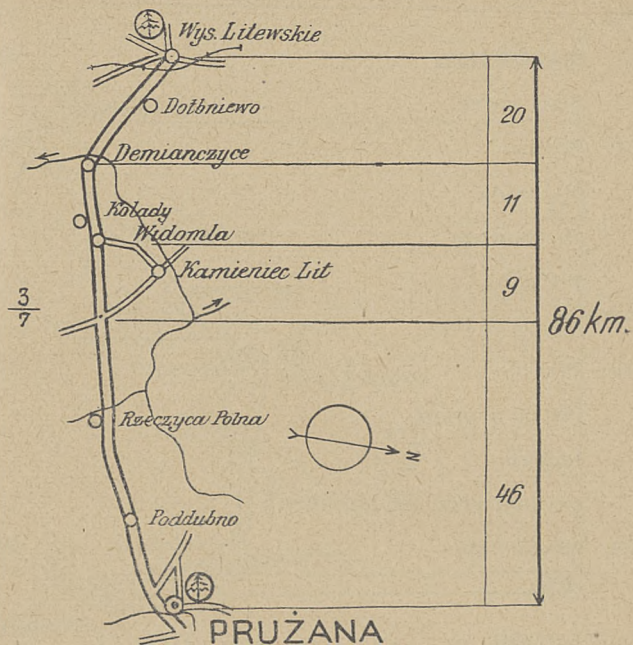 Wys. Litewskie
Dołbniewo
20
Demianczyce
Kolady
11
Widomla
Kamieniec Lit
9
3
7
86 km.
Rzeczyca Polna
N
46
Poddubno
PRUŻANA